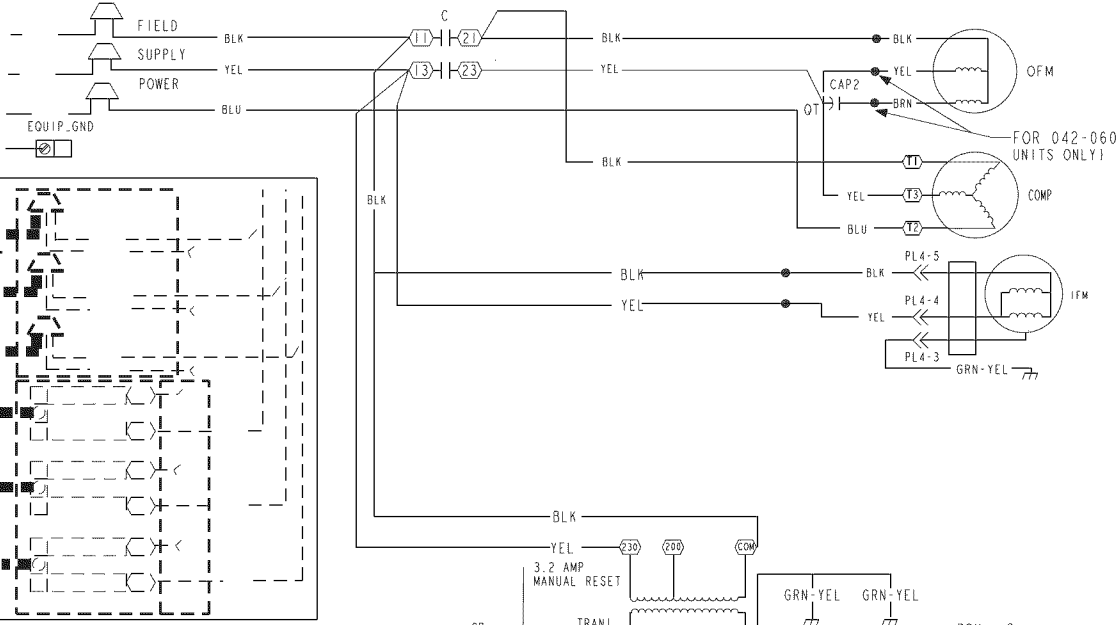 FIELD
SUPPLY
POWER
BLK
YEL
BLU
EQUIP_GND
C
11
21
13
23
BLK
YEL
BLK
YEL
BRN
CAP2
QT
OFM
FOR 042-060
UNITS ONLY)
BLK
YEL
BLU
T1
T3
T2
COMP
BLK
BLK
YEL
BLK
YEL
PL4-5
PL4-4
PL4-3
IFM
GRN-YEL
BLK
YEL
230
200
COM
3.2 AMP
MANUAL RESET
TRAN1
GRN-YEL
GRN-YEL